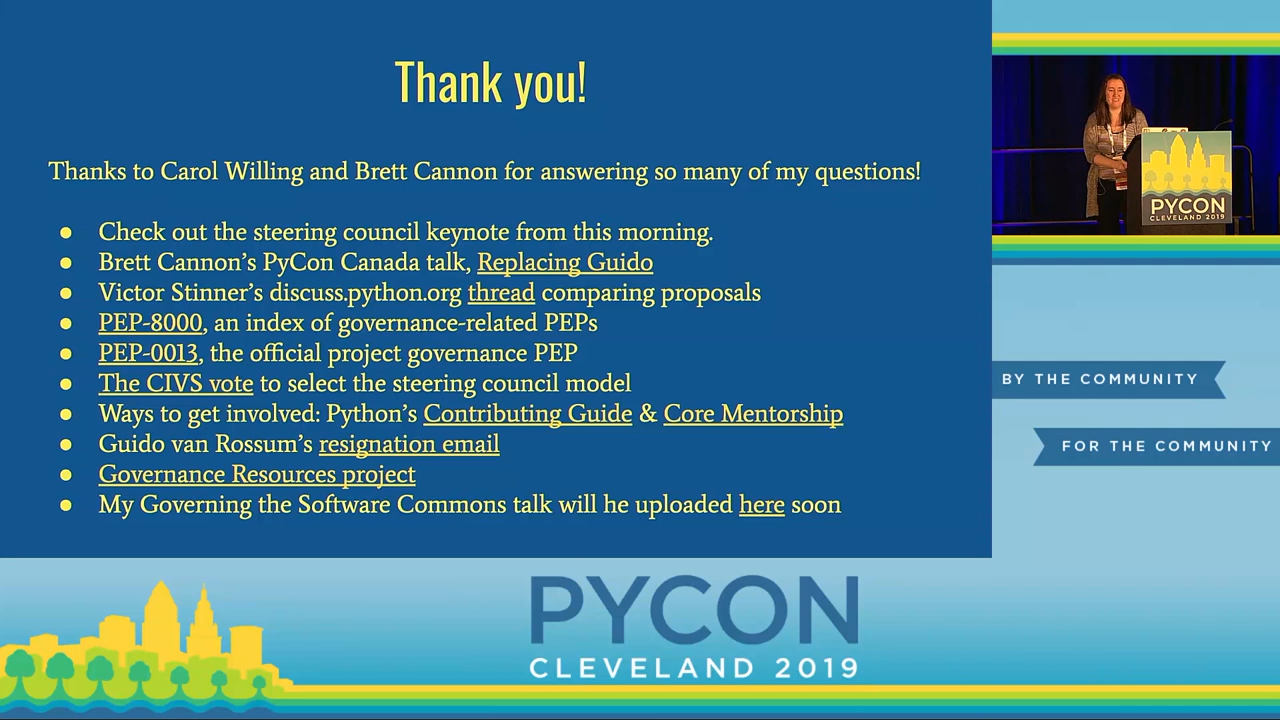 Thank you!
Thanks to Carol Willing and Brett Cannon for answering so many of my questions!
● Check out the steering council keynote from this morning.
● Brett Cannon’s PyCon Canada talk, Replacing Guido
● Victor Stinner’s discuss.python.org thread comparing proposals
● PEP-8000, an index of governance-related PEPs
● PEP-0013, the official project governance PEP
● The CIVS vote to select the steering council model
● Ways to get involved: Python’s Contributing Guide & Core Mentorship
● Guido van Rossum’s resignation email
● Governance Resources project
● My Governing the Software Commons talk will he uploaded here soon
PYCON
CLEVELAND 2019
BY THE COMMUNITY
FOR THE COMMUNITY
PYCON
CLEVELAND 2019